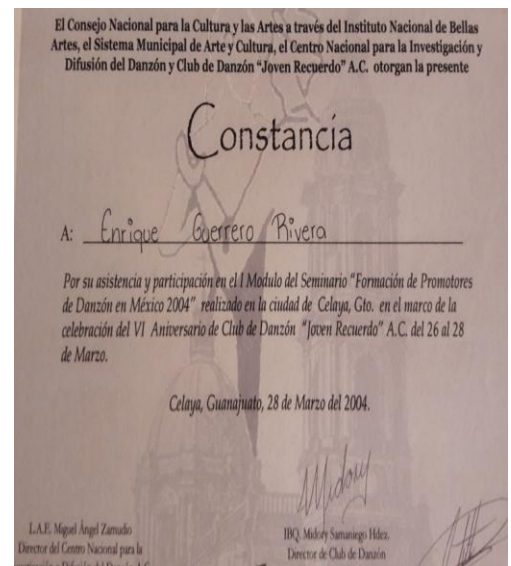 El Consejo Nacional para la Cultura y las Artes a través del Instituto Nacional de Bellas
Artes, el Sistema Municipal de Arte y Cultura, el Centro Nacional para la Investigación y
Difusión del Danzón y Club de Danzón "Joven Recuerdo" A.C. otorgan la presente
Constancia
A: Enrique Guerrero Rivera
Por su asistencia y participación en el I Modulo del Seminario "Formación de Promotores
de Danzón en México 2004" realizado en la ciudad de Celaya, Gto. en el marco de la
celebración del VI Aniversario de Club de Danzón "Joven Recuerdo" A.C. del 26 al 28
de Marzo.
Celaya, Guanajuato, 28 de Marzo del 2004.
Midory
L.A.E. Miguel Ángel Zamudio
Director del Centro Nacional para la
IBQ. Midory Samaniego Hdez.
Director de Club de Danzón